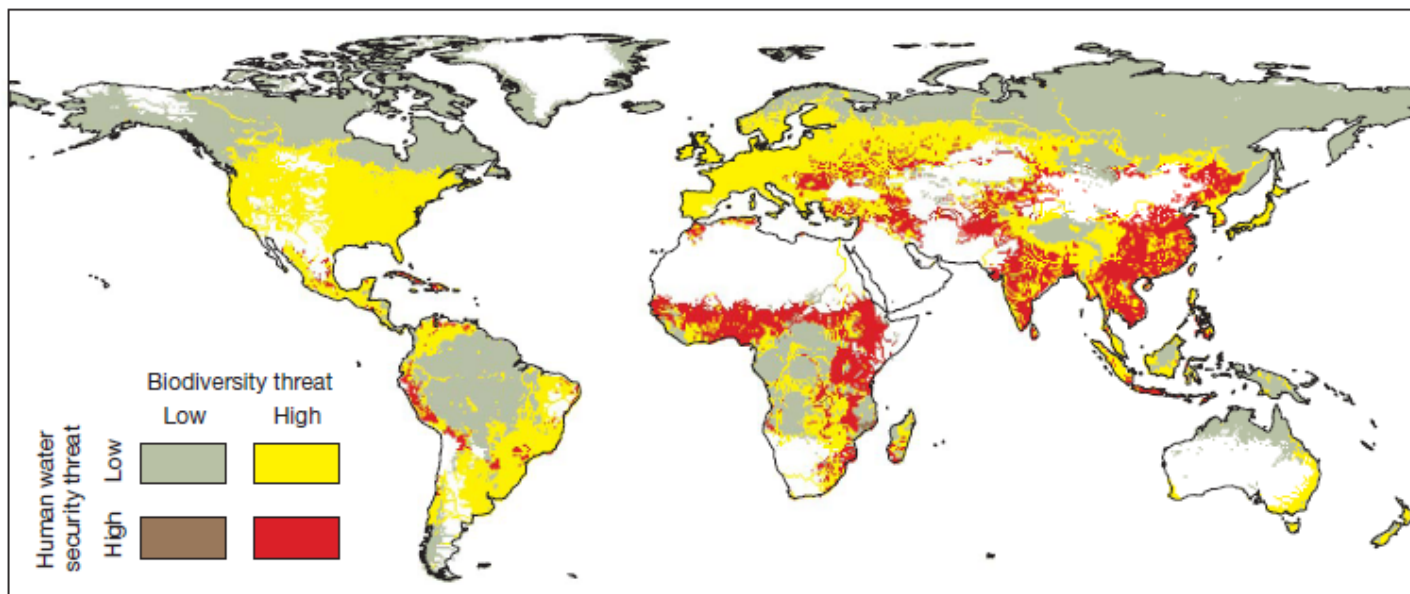 Biodiversity threat
Low High
Human water
security threat
Low
High